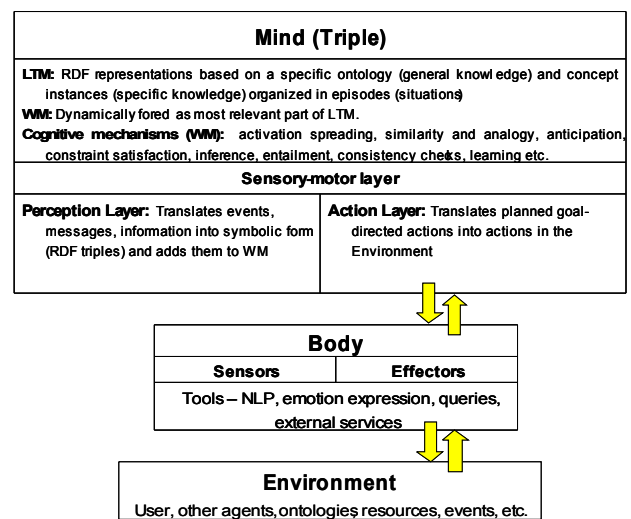 Mind (Triple)
LTM: RDF representations based on a specific ontology (general knowledge) and concept
instances (specific knowledge) organized in episodes (situations)
WM: Dynamically fored as most relevant part of LTM.
Cognitive mechanisms (WM): activation spreading, similarity and analogy, anticipation,
constraint satisfaction, inference, entailment, consistency checks, learning etc.
Sensory-motor layer
Perception Layer: Translates events,
messages, information into symbolic form
(RDF triples) and adds them to WM
Action Layer: Translates planned goal-
directed actions into actions in the
Environment
Body
Sensors
Effectors
Tools – NLP, emotion expression, queries,
external services
Environment
User, other agents, ontologies, resources, events, etc.